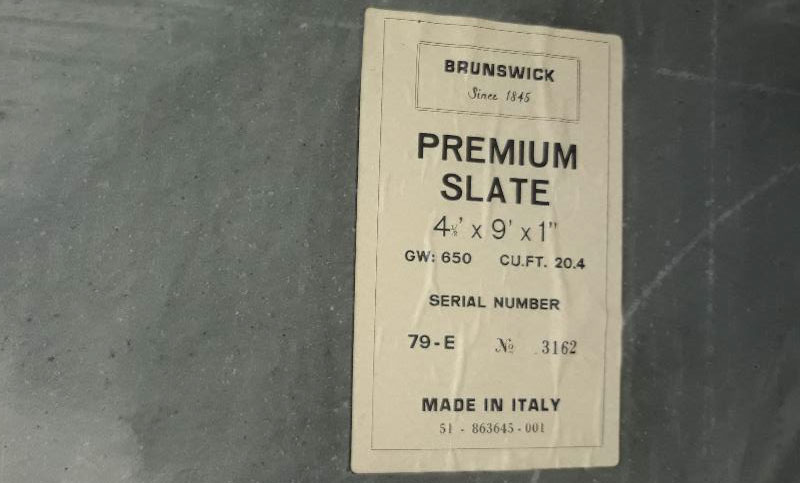 BRUNSWICK
Since 1845
PREMIUM
SLATE
4½' x 9' x 1"
GW: 650 CU.FT. 20.4
SERIAL NUMBER
79-E № 3162
MADE IN ITALY
51 - 863645-001